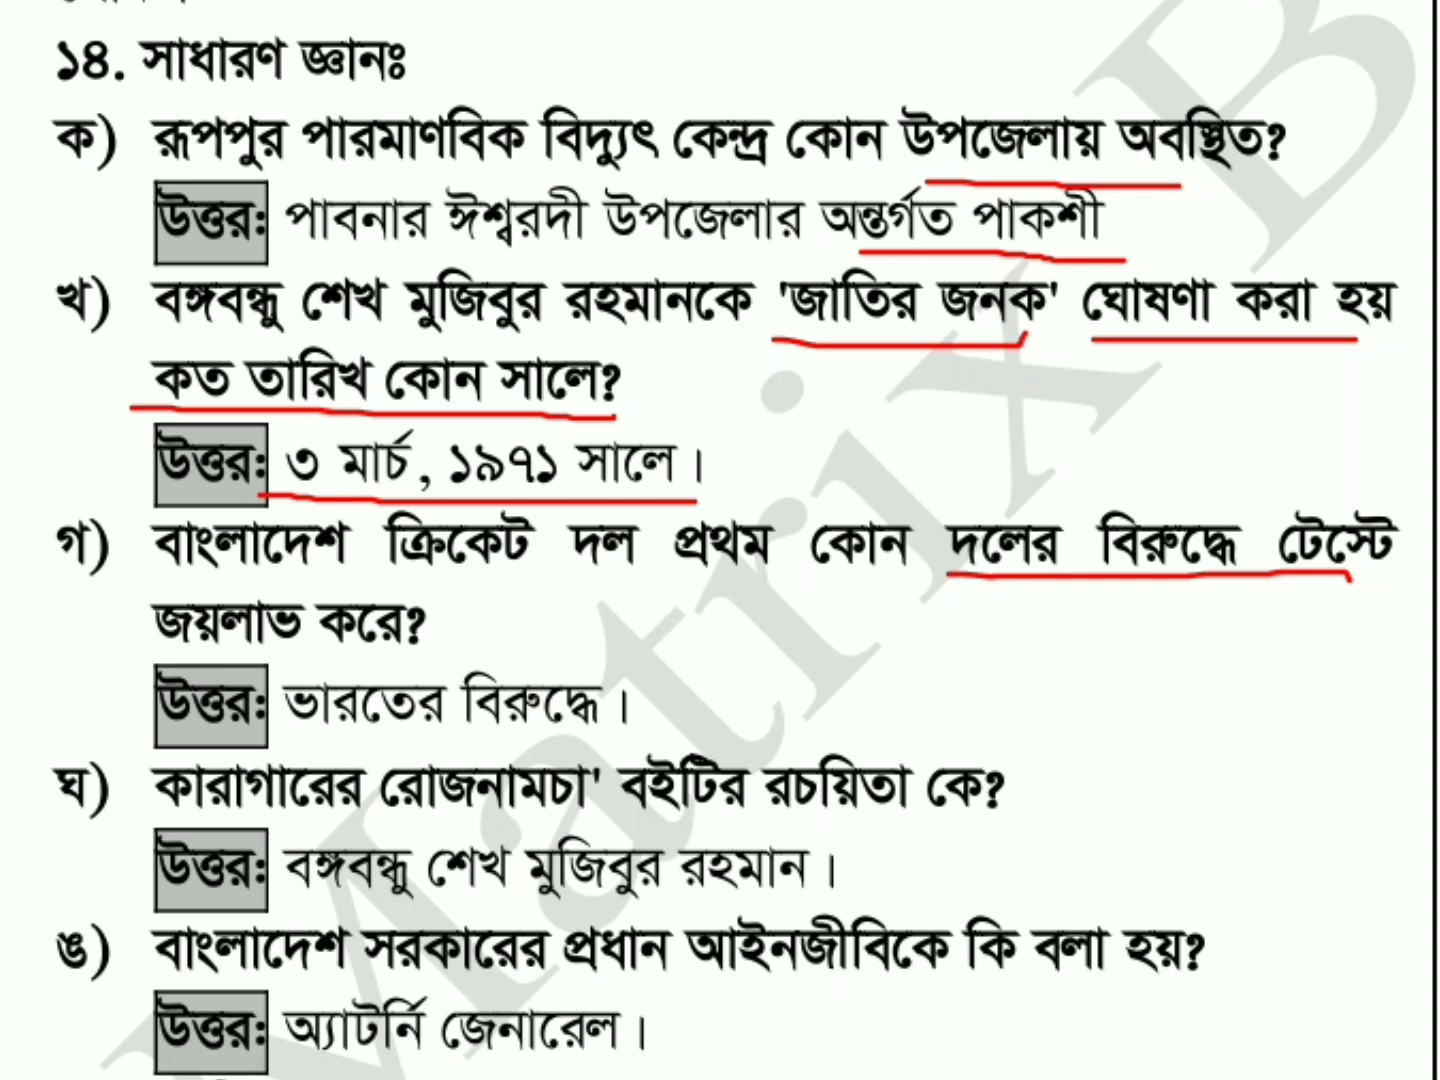 ১৪. সাধারণ জ্ঞানঃ
ক) রূপপুর পারমাণবিক বিদ্যুৎ কেন্দ্র কোন উপজেলায় অবস্থিত?
উত্তর: পাবনার ঈশ্বরদী উপজেলার অন্তর্গত পাকশী
খ) বঙ্গবন্ধু শেখ মুজিবুর রহমানকে 'জাতির জনক' ঘোষণা করা হয়
কত তারিখ কোন সালে?
উত্তর: ৩ মার্চ, ১৯৭১ সালে।
গ) বাংলাদেশ ক্রিকেট দল প্রথম কোন দলের বিরুদ্ধে টেস্টে
জয়লাভ করে?
উত্তর: ভারতের বিরুদ্ধে।
ঘ) কারাগারের রোজনামচা' বইটির রচয়িতা কে?
উত্তর: বঙ্গবন্ধু শেখ মুজিবুর রহমান।
ঙ) বাংলাদেশ সরকারের প্রধান আইনজীবিকে কি বলা হয়?
উত্তর: অ্যাটর্নি জেনারেল।
Matrix B